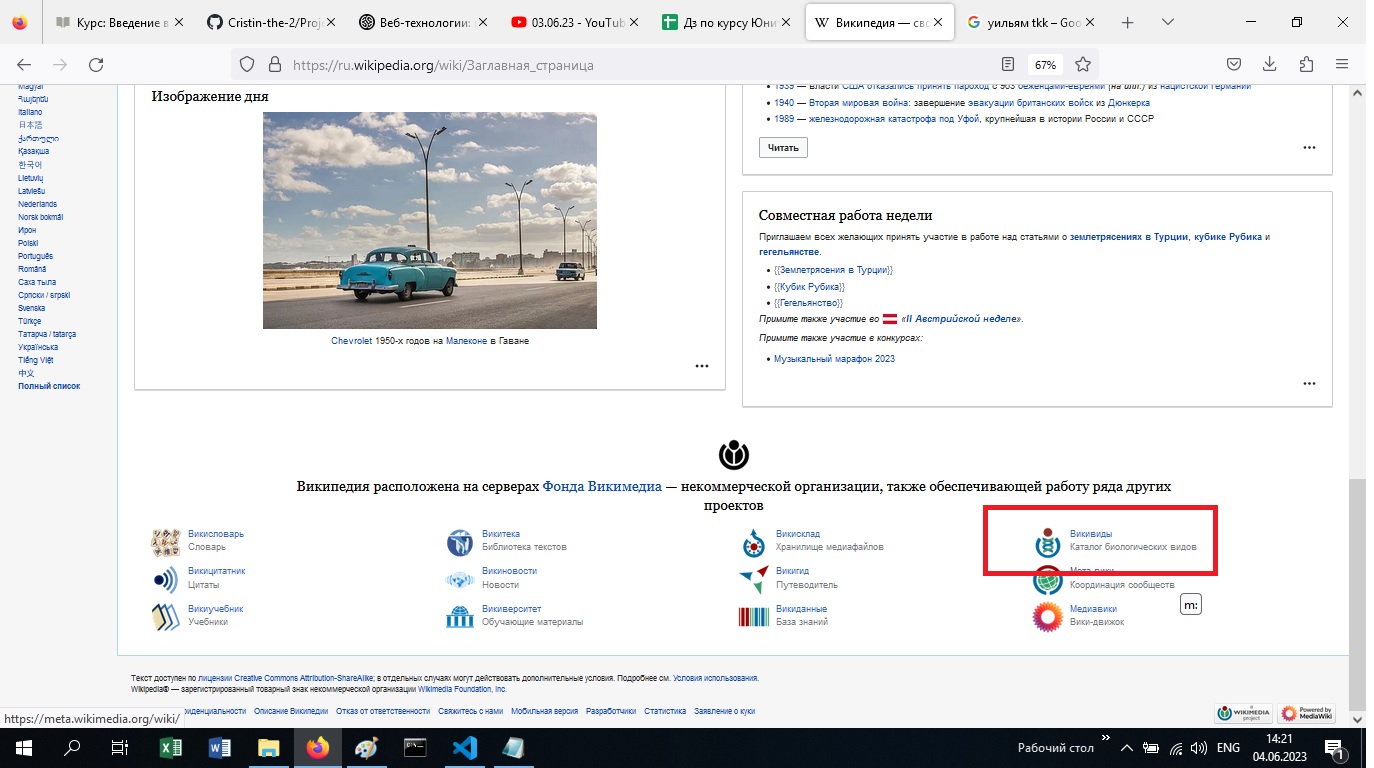 Курс: Введение в
Cristin-the-2/Proj
Веб-технологии:
03.06.23 - YouTub
Дз по курсу Юни
Википедия — сво
уильям tkk – Goo
https://ru.wikipedia.org/wiki/Заглавная_страница
67%
Magyar
Հայերեն
Italiano
日本語
ქართული
Қазақша
한국어
Lietuvių
Latviešu
Nederlands
Norsk bokmål
Ирон
Polski
Português
Română
Саха тыла
Српски / srpski
Svenska
Türkçe
Татарча / tatarça
Українська
Tiếng Việt
中文
Полный список
Изображение дня
Chevrolet 1950-х годов на Малеконе в Гаване
1939 — власти США отказались принять пароход с 963 беженцами-евреями (на илл.) из нацистской Германии
1940 — Вторая мировая война: завершение эвакуации британских войск из Дюнкерка
1989 — железнодорожная катастрофа под Уфой, крупнейшая в истории России и СССР
Читать
Совместная работа недели
Приглашаем всех желающих принять участие в работе над статьями о землетрясениях в Турции, кубике Рубика и
гегельянстве.
{{Землетрясения в Турции}}
{{Кубик Рубика}}
{{Гегельянство}}
Примите также участие во «II Австрийской неделе».
Примите также участие в конкурсах:
Музыкальный марафон 2023
Википедия расположена на серверах Фонда Викимедиа — некоммерческой организации, также обеспечивающей работу ряда других
проектов
Викисловарь
Словарь
Викитека
Библиотека текстов
Викисклад
Хранилище медиафайлов
Викивиды
Каталог биологических видов
Викицитатник
Цитаты
Викиновости
Новости
Викигид
Путеводитель
Мета-вики
Координация сообществ
Викиучебник
Учебники
Викиверситет
Обучающие материалы
Викиданные
База знаний
Медиавики
Вики-движок
m:
Текст доступен по лицензии Creative Commons Attribution-ShareAlike; в отдельных случаях могут действовать дополнительные условия. Подробнее см. Условия использования.
Wikipedia® — зарегистрированный товарный знак некоммерческой организации Wikimedia Foundation, Inc.
иденциальности Описание Википедии Отказ от ответственности Свяжитесь с нами Мобильная версия Разработчики Статистика Заявление о куки
A WIKIMEDIA project
Powered by MediaWiki
https://meta.wikimedia.org/wiki/
Рабочий стол
ENG
14:21
04.06.2023
1